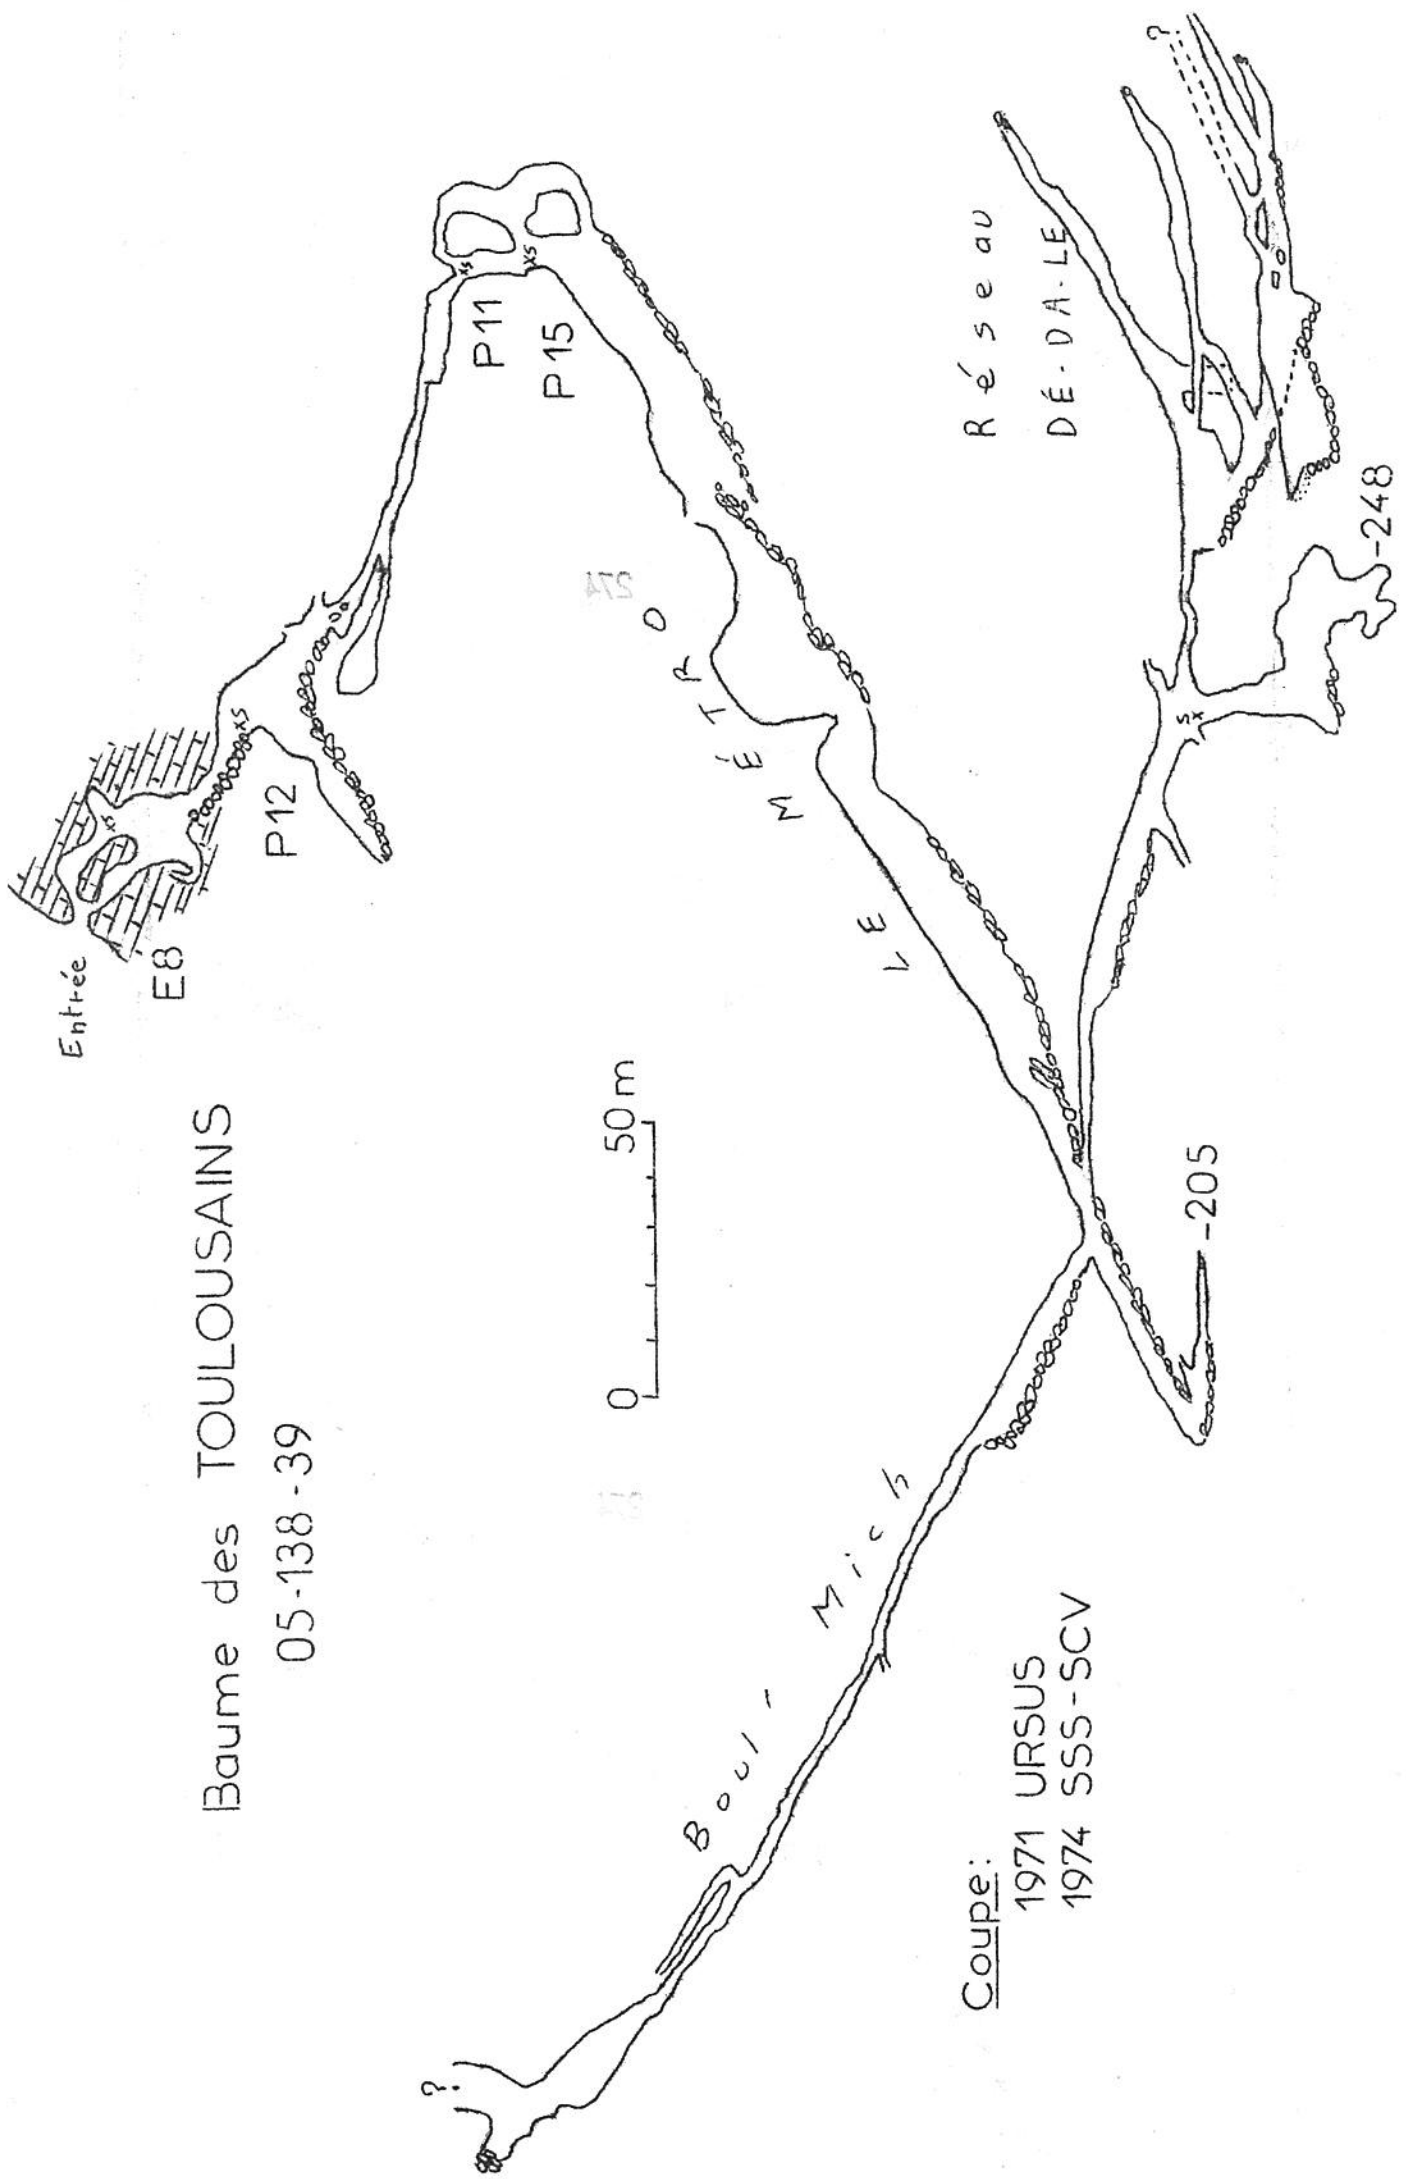 Baume des TOULOUSAINS
05-138-39
Entrée
E8
P12
P11
P15
LE MÉTRO
0 50m
Réseau
DÉ-DA-LE
?
-248
-205
Boul-Mich
?
Coupe:
1971 URSUS
1974 SSS-SCV